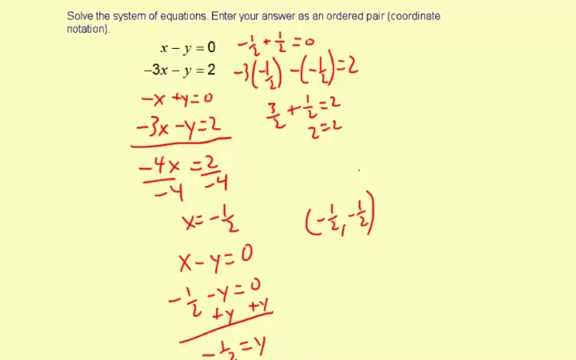 Solve the system of equations. Enter your answer as an ordered pair (coordinate
notation).
x − y = 0
−3x − y = 2
−x + y = 0
−3x − y = 2
−4x = 2
−4 −4
x = −1/2
x − y = 0
−1/2 − y = 0
+y +y
−1/2 = y
−1/2 + 1/2 = 0
−3(−1/2) − (−1/2) = 2
3/2 + 1/2 = 2
2 = 2
(−1/2, −1/2)